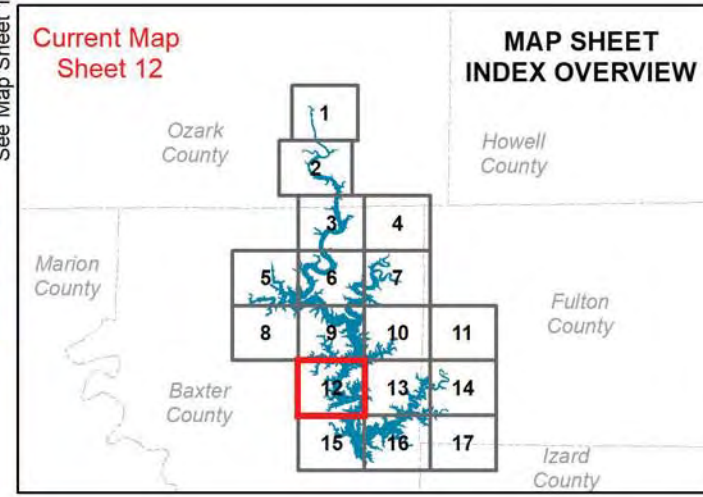 See Map Sheet 1
Current Map
Sheet 12
MAP SHEET
INDEX OVERVIEW
Ozark
County
Howell
County
1
2
3
4
Marion
County
5
6
7
Fulton
County
8
9
10
11
Baxter
County
12
13
14
15
16
17
Izard
County